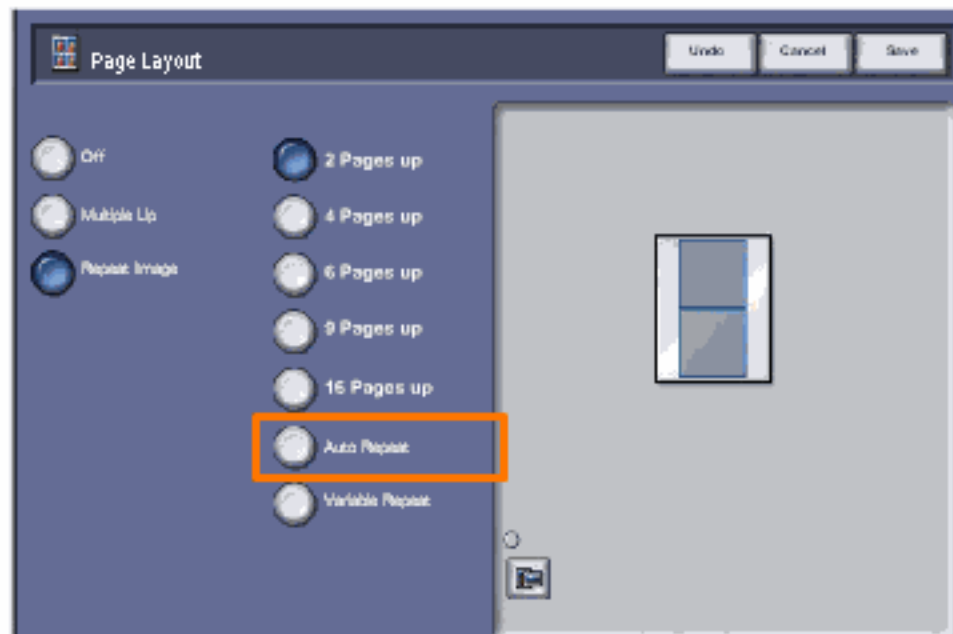 Page Layout
Undo
Cancel
Save
Off
Multiple Up
Repeat Image
2 Pages up
4 Pages up
6 Pages up
9 Pages up
16 Pages up
Auto Repeat
Variable Repeat